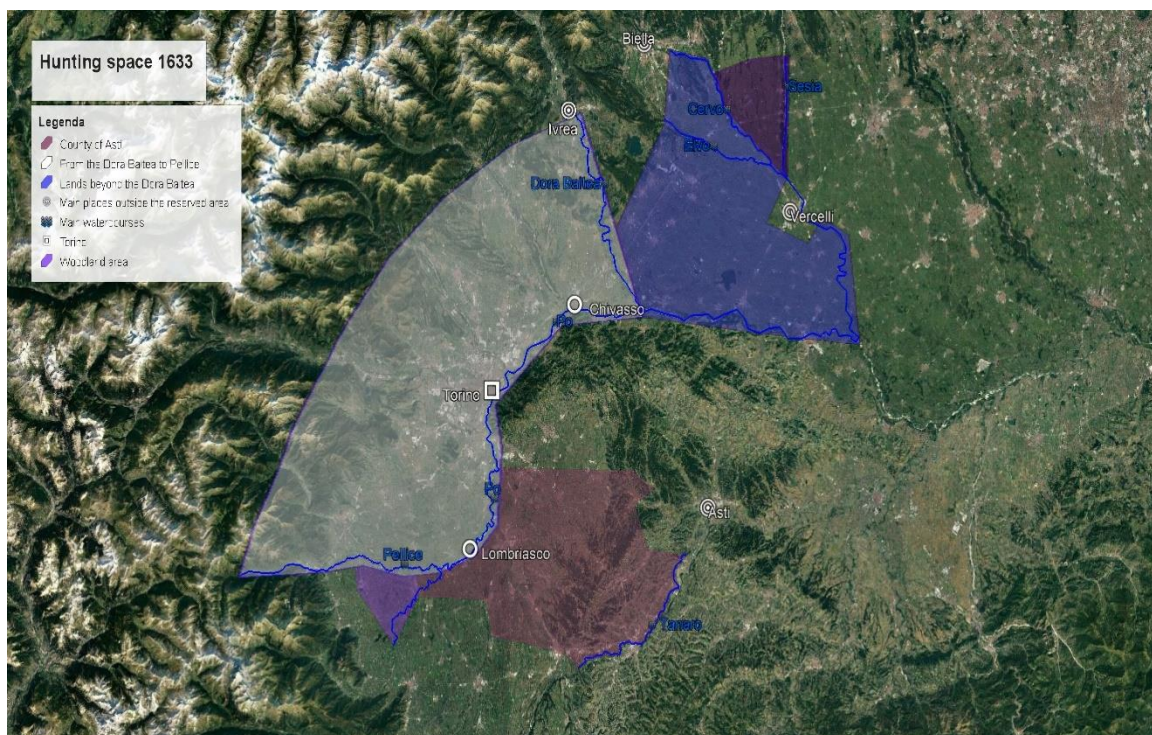 Hunting space 1633
Legenda
County of Asti
From the Dora Baltea to Pellice
Lands beyond the Dora Baltea
Main places outside the reserved area
Main watercourses
Torino
Woodland area
Biella
Sesia
Cervo
Ivrea
Elvo
Dora Baltea
Vercelli
Chivasso
Po
Torino
Po
Asti
Pellice
Lombriasco
Tanaro